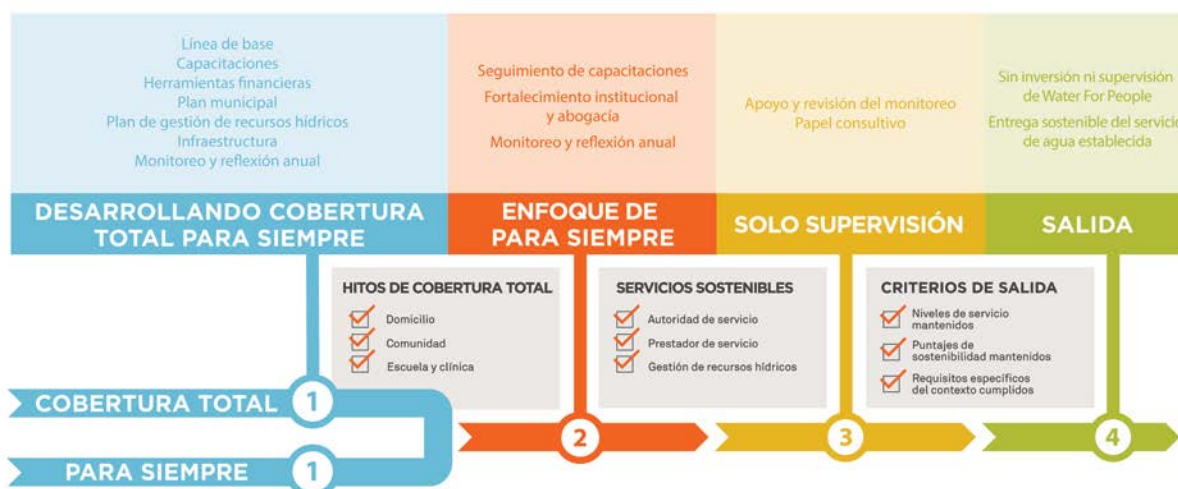 Línea de base
Capacitaciones
Herramientas financieras
Plan municipal
Plan de gestión de recursos hídricos
Infraestructura
Monitoreo y reflexión anual
DESARROLLANDO COBERTURA
TOTAL PARA SIEMPRE
Seguimiento de capacitaciones
Fortalecimiento institucional
y abogacía
Monitoreo y reflexión anual
ENFOQUE DE
PARA SIEMPRE
Apoyo y revisión del monitoreo
Papel consultivo
SOLO SUPERVISIÓN
Sin inversión ni supervisión
de Water For People
Entrega sostenible del servicio
de agua establecida
SALIDA
HITOS DE COBERTURA TOTAL
Domicilio
Comunidad
Escuela y clínica
SERVICIOS SOSTENIBLES
Autoridad de servicio
Prestador de servicio
Gestión de recursos hídricos
CRITERIOS DE SALIDA
Niveles de servicio
mantenidos
Puntajes de
sostenibilidad mantenidos
Requisitos específicos
del contexto cumplidos
COBERTURA TOTAL 1
PARA SIEMPRE 1
2
3
4